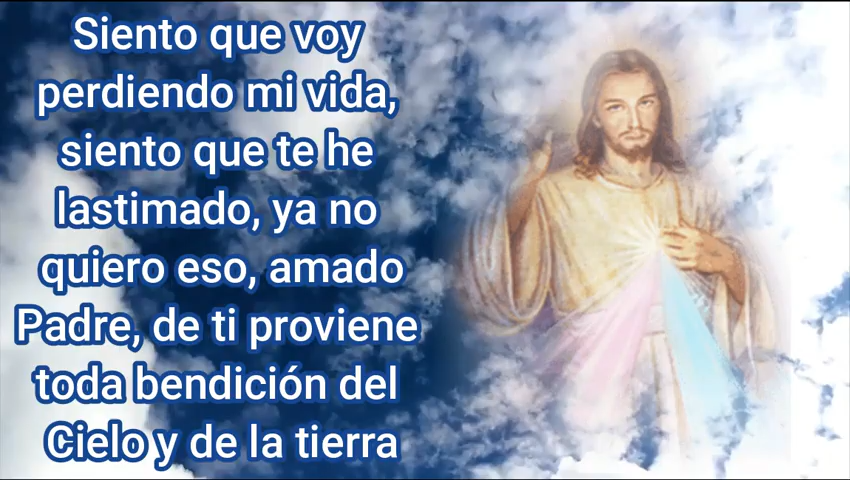 Siento que voy
perdiendo mi vida,
siento que te he
lastimado, ya no
quiero eso, amado
Padre, de ti proviene
toda bendición del
Cielo y de la tierra